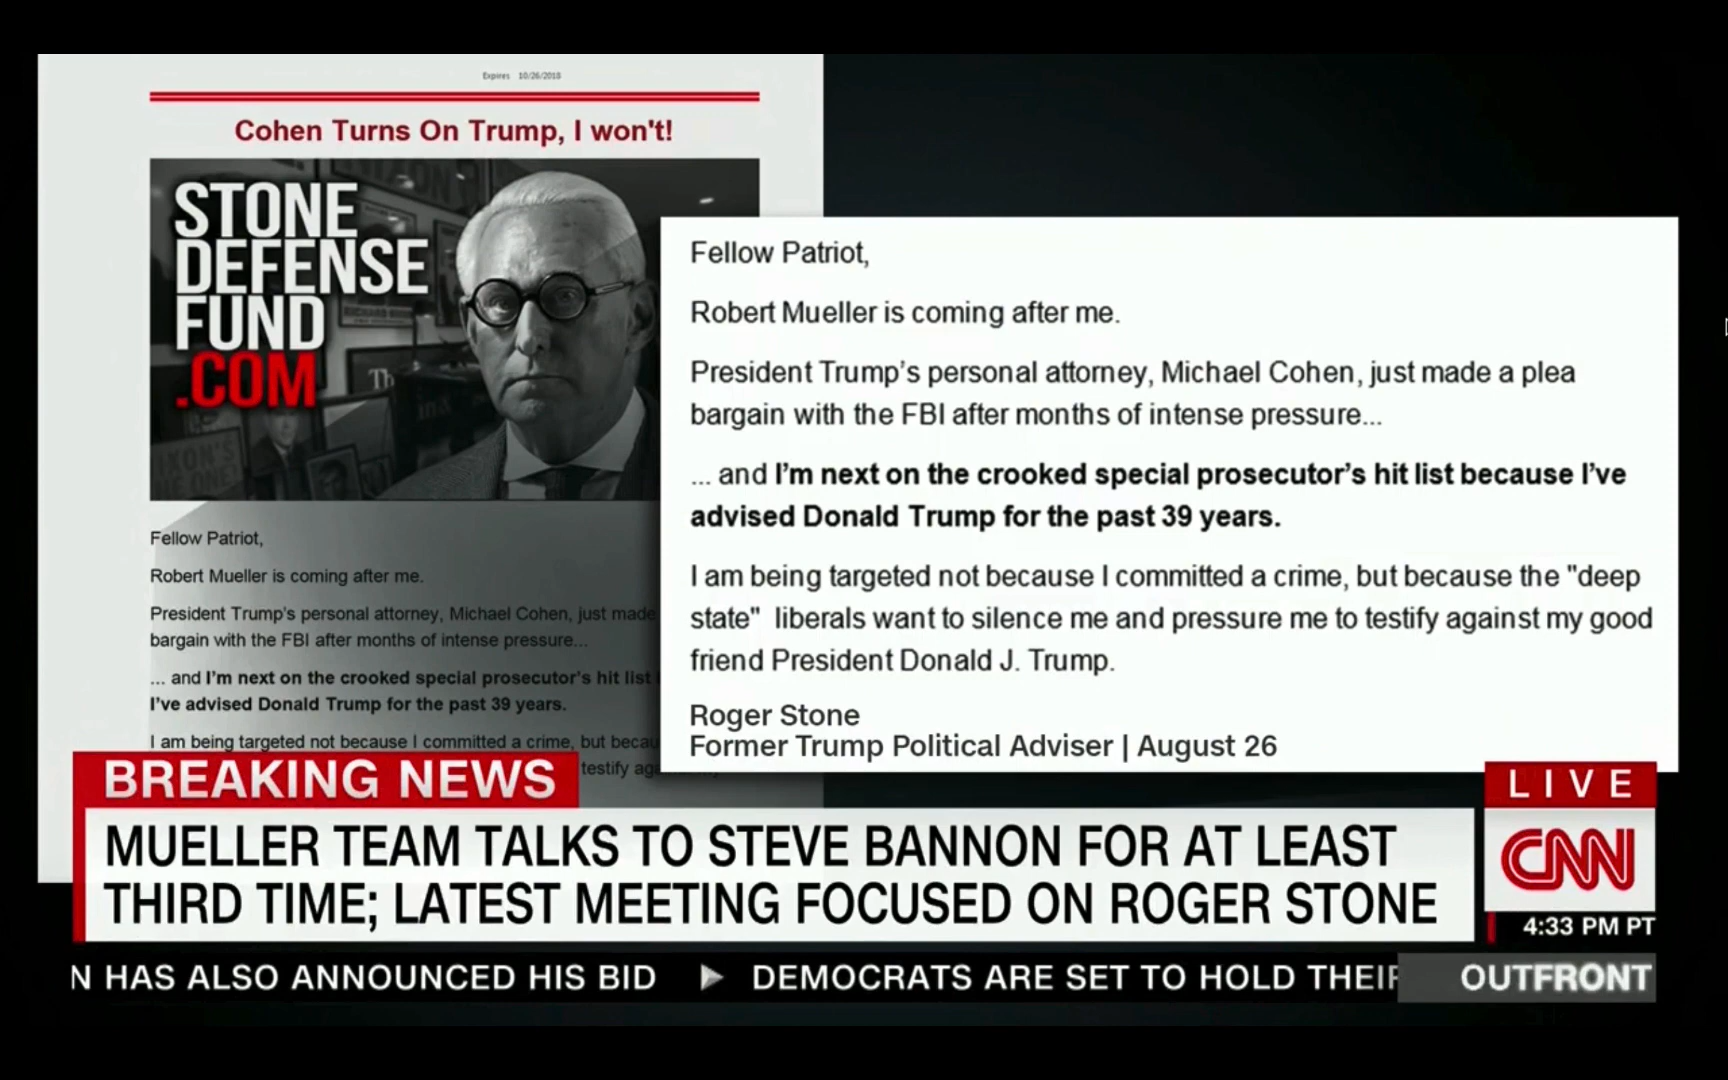 Expires 10/26/2018
Cohen Turns On Trump, I won't!
STONE
DEFENSE
FUND
.COM
Fellow Patriot,
Robert Mueller is coming after me.
President Trump's personal attorney, Michael Cohen, just made
bargain with the FBI after months of intense pressure...
... and I'm next on the crooked special prosecutor's hit list
I've advised Donald Trump for the past 39 years.
I am being targeted not because I committed a crime, but becau
testify aga
Fellow Patriot,
Robert Mueller is coming after me.
President Trump's personal attorney, Michael Cohen, just made a plea
bargain with the FBI after months of intense pressure...
... and I'm next on the crooked special prosecutor's hit list because I've
advised Donald Trump for the past 39 years.
I am being targeted not because I committed a crime, but because the "deep
state" liberals want to silence me and pressure me to testify against my good
friend President Donald J. Trump.
Roger Stone
Former Trump Political Adviser | August 26
BREAKING NEWS
MUELLER TEAM TALKS TO STEVE BANNON FOR AT LEAST
THIRD TIME; LATEST MEETING FOCUSED ON ROGER STONE
LIVE
CNN
4:33 PM PT
N HAS ALSO ANNOUNCED HIS BID ▶ DEMOCRATS ARE SET TO HOLD THEIR
OUTFRONT